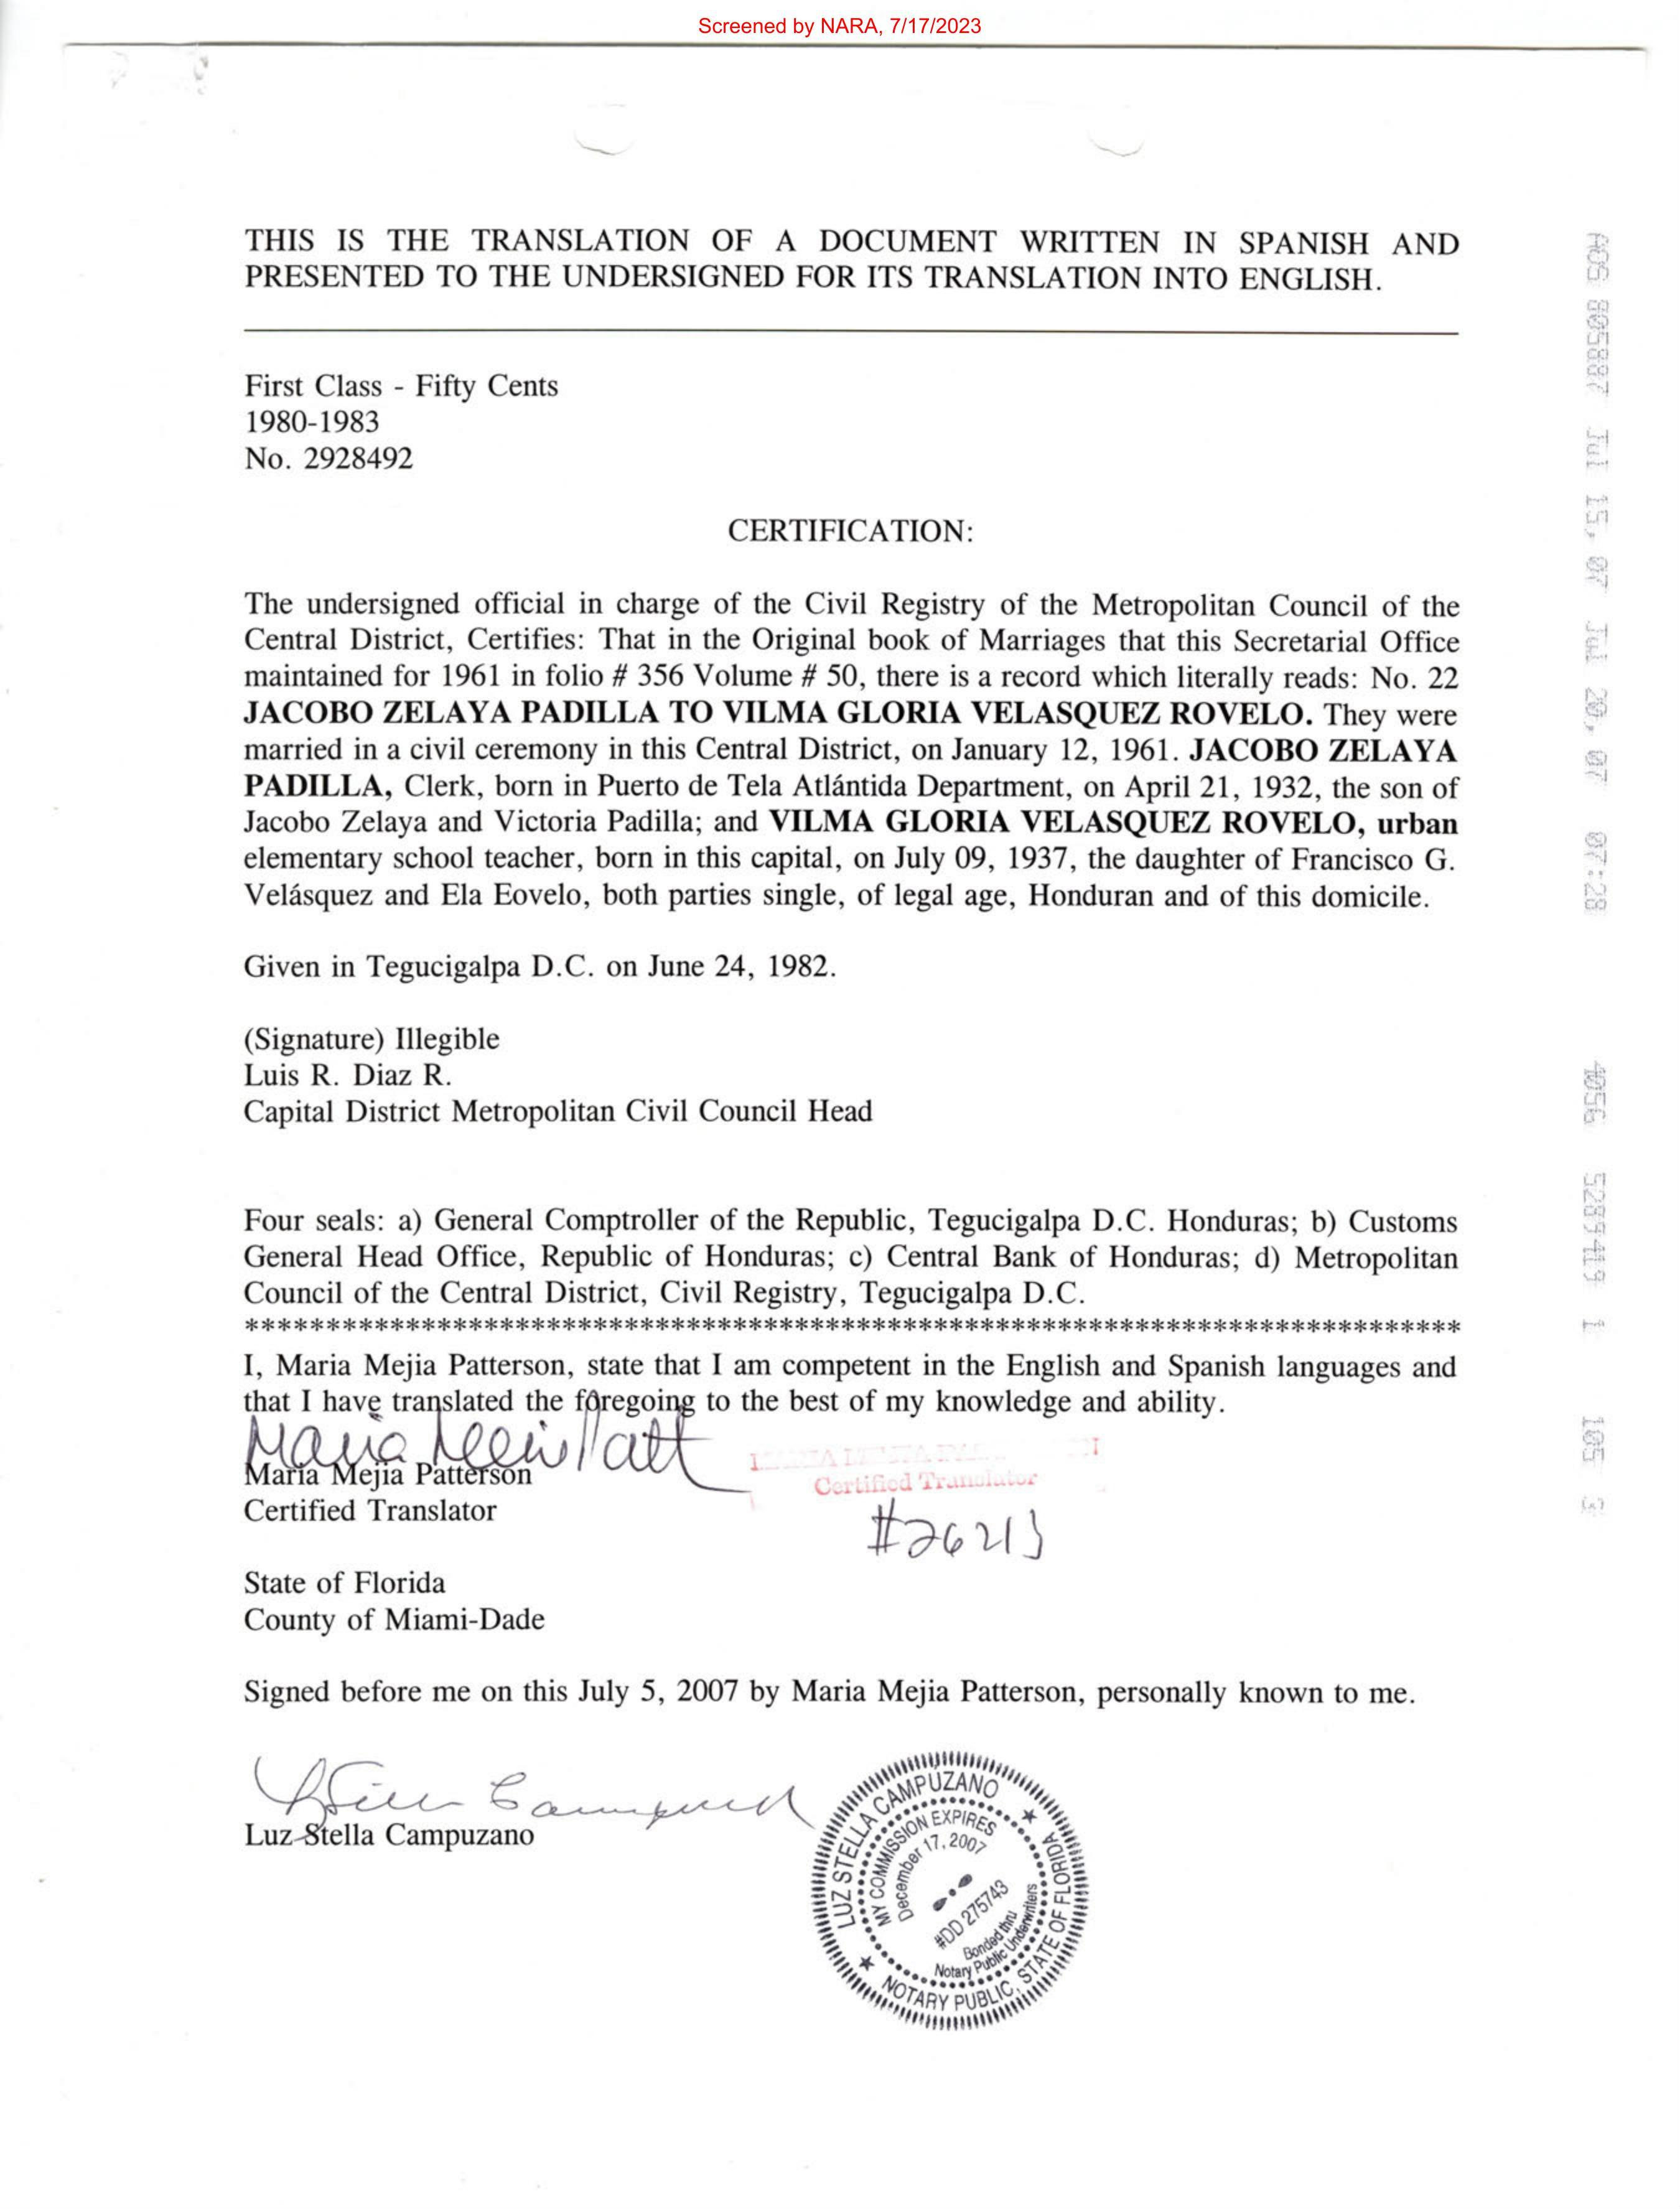 Screened by NARA, 7/17/2023
THIS IS THE TRANSLATION OF A DOCUMENT WRITTEN IN SPANISH AND
PRESENTED TO THE UNDERSIGNED FOR ITS TRANSLATION INTO ENGLISH.
First Class - Fifty Cents
1980-1983
No. 2928492
CERTIFICATION:
The undersigned official in charge of the Civil Registry of the Metropolitan Council of the
Central District, Certifies: That in the Original book of Marriages that this Secretarial Office
maintained for 1961 in folio # 356 Volume # 50, there is a record which literally reads: No. 22
JACOBO ZELAYA PADILLA TO VILMA GLORIA VELASQUEZ ROVELO. They were
married in a civil ceremony in this Central District, on January 12, 1961. JACOBO ZELAYA
PADILLA, Clerk, born in Puerto de Tela Atlántida Department, on April 21, 1932, the son of
Jacobo Zelaya and Victoria Padilla; and VILMA GLORIA VELASQUEZ ROVELO, urban
elementary school teacher, born in this capital, on July 09, 1937, the daughter of Francisco G.
Velásquez and Ela Eovelo, both parties single, of legal age, Honduran and of this domicile.
Given in Tegucigalpa D.C. on June 24, 1982.
(Signature) Illegible
Luis R. Diaz R.
Capital District Metropolitan Civil Council Head
Four seals: a) General Comptroller of the Republic, Tegucigalpa D.C. Honduras; b) Customs
General Head Office, Republic of Honduras; c) Central Bank of Honduras; d) Metropolitan
Council of the Central District, Civil Registry, Tegucigalpa D.C.
******************************************************************************
I, Maria Mejia Patterson, state that I am competent in the English and Spanish languages and
that I have translated the foregoing to the best of my knowledge and ability.
Maria Mejia Patterson
Certified Translator
Certified Translator
#26213
State of Florida
County of Miami-Dade
Signed before me on this July 5, 2007 by Maria Mejia Patterson, personally known to me.
Luz Stella Campuzano
LUZ STELLA CAMPUZANO
MY COMMISSION EXPIRES
December 17, 2007
#DD 275743
Bonded thru
Notary Public Underwriters
NOTARY PUBLIC, STATE OF FLORIDA
AOS 805887 Jul 15, 07 Jul 20, 07 07:28 4056 1 105 3